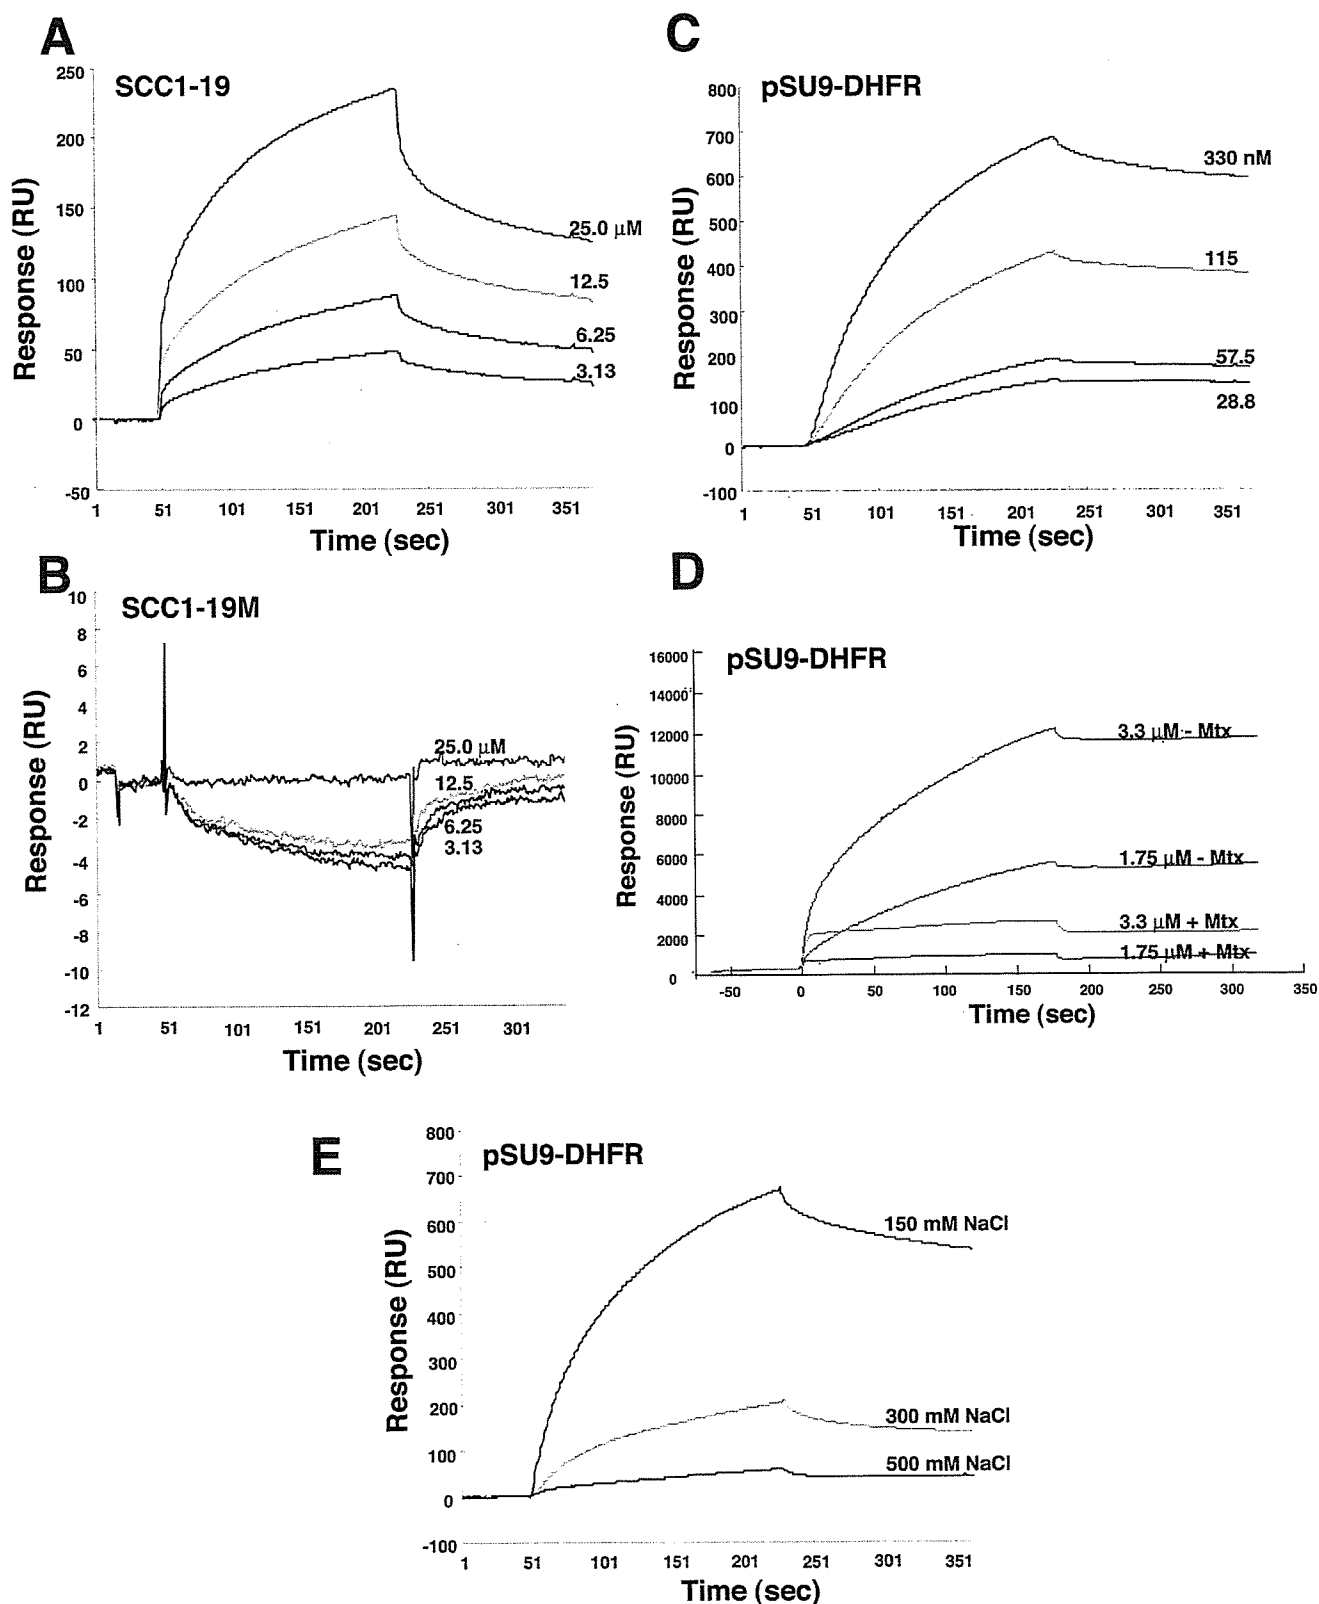 A
SCC1-19
250
200
150
100
50
0
-50
Response (RU)
25.0 μM
12.5
6.25
3.13
1 51 101 151 201 251 301 351
Time (sec)
C
pSU9-DHFR
800
700
600
500
400
300
200
100
0
-100
Response (RU)
330 nM
115
57.5
28.8
1 51 101 151 201 251 301 351
Time (sec)
B
SCC1-19M
10
8
6
4
2
0
-2
-4
-6
-8
-10
-12
Response (RU)
25.0 μM
12.5
6.25
3.13
1 51 101 151 201 251 301
Time (sec)
D
pSU9-DHFR
16000
14000
12000
10000
8000
6000
4000
2000
0
Response (RU)
3.3 μM - Mtx
1.75 μM - Mtx
3.3 μM + Mtx
1.75 μM + Mtx
-50 0 50 100 150 200 250 300 350
Time (sec)
E
pSU9-DHFR
800
700
600
500
400
300
200
100
0
-100
Response (RU)
150 mM NaCl
300 mM NaCl
500 mM NaCl
1 51 101 151 201 251 301 351
Time (sec)